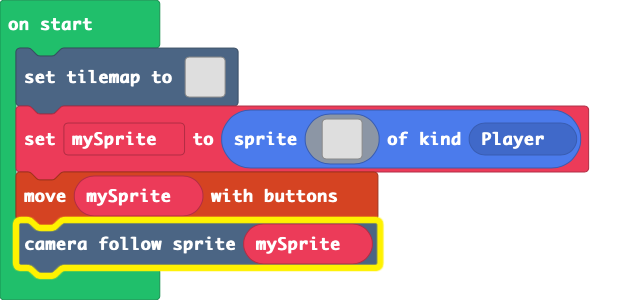 on start
set tilemap to
set mySprite to sprite of kind Player
move mySprite with buttons
camera follow sprite mySprite